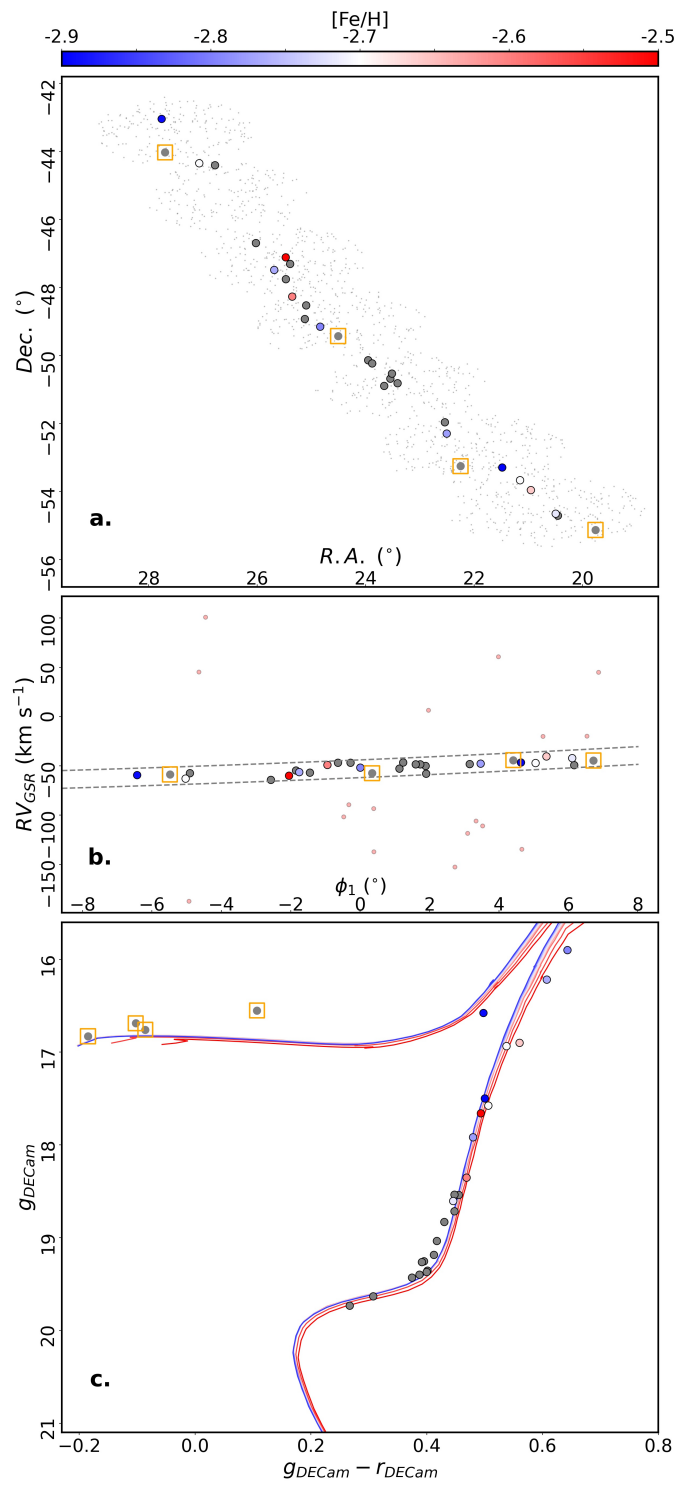 [Fe/H]
-2.9 -2.8 -2.7 -2.6 -2.5
−42
−44
−46
−48
−50
−52
−54
−56
Dec. (°)
a.
R.A. (°)
28 26 24 22 20
100
50
0
−50
−100
−150
RV_GSR (km s⁻¹)
b.
ϕ₁ (°)
−8 −6 −4 −2 0 2 4 6 8
16
17
18
19
20
21
g_DECam
c.
−0.2 0.0 0.2 0.4 0.6 0.8
g_DECam − r_DECam